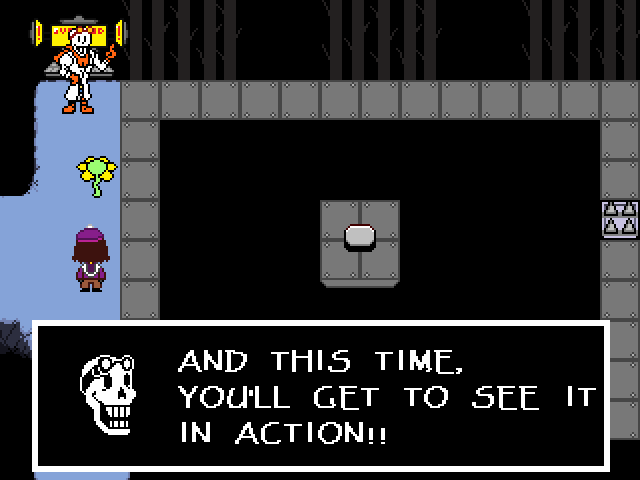 AND THIS TIME,
YOU'LL GET TO SEE IT
IN ACTION!!